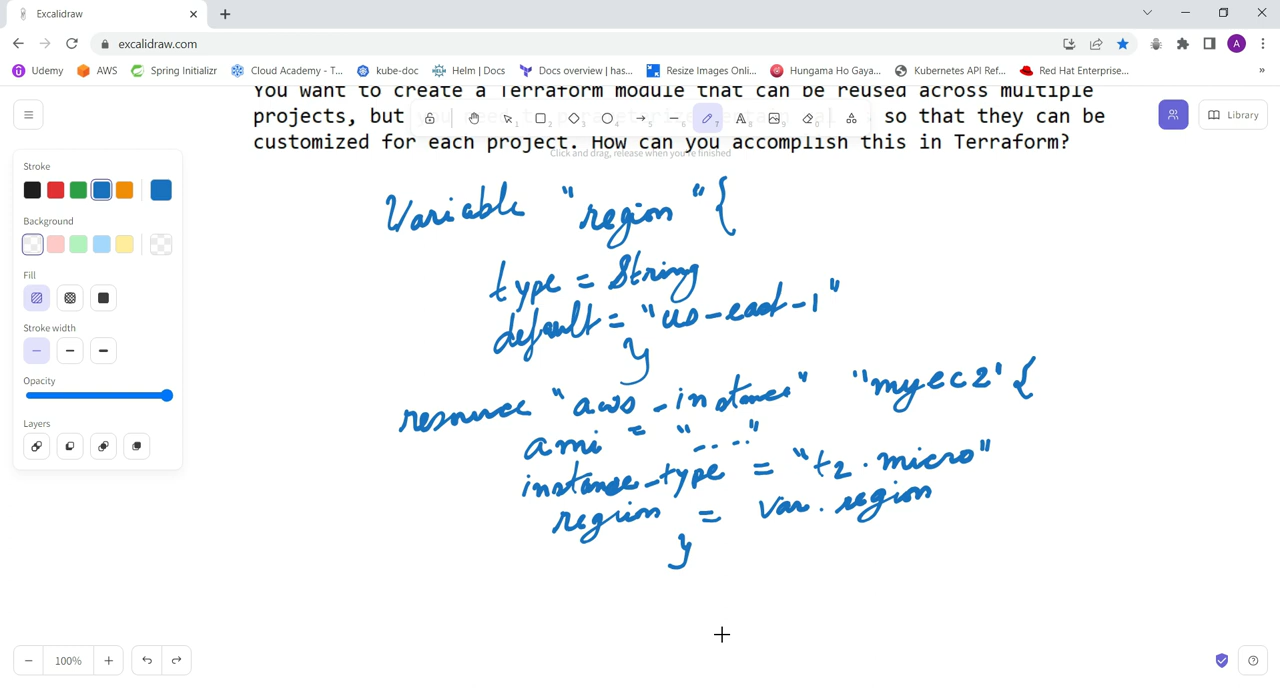 Excalidraw
excalidraw.com
A
Udemy
AWS
Spring Initializr
Cloud Academy - T...
kube-doc
Helm | Docs
Docs overview | has...
Resize Images Onli...
Hungama Ho Gaya...
Kubernetes API Ref...
Red Hat Enterprise...
»
You want to create a Terraform module that can be reused across multiple
projects, but so that they can be
customized for each project. How can you accomplish this in Terraform?
Click and drag, release when you're finished
Library
Stroke
Background
Fill
Stroke width
Opacity
Layers
Variable "region" {
type = String
default = "us-east-1"
}
resource "aws_instance" "myec2" {
ami = "...."
instance_type = "t2.micro"
region = var.region
}
100%